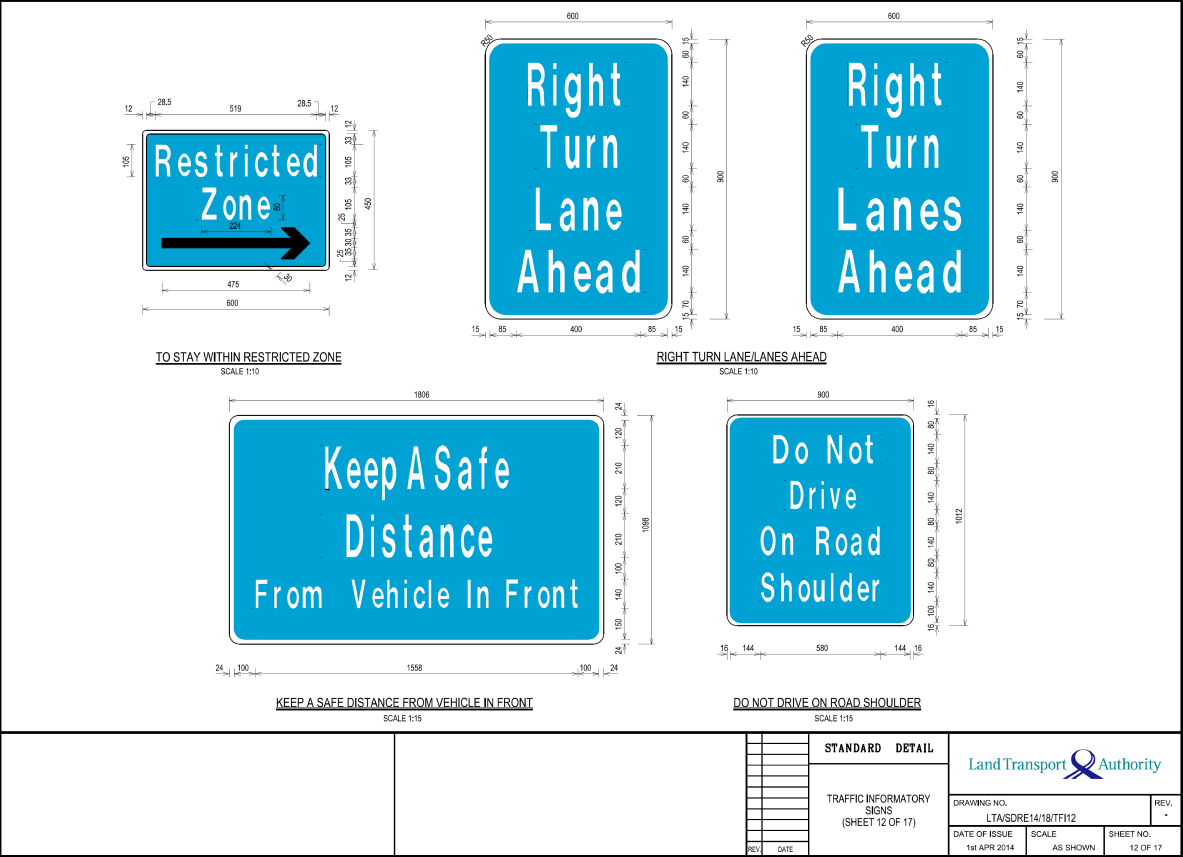 600
R50
Right
Turn
Lane
Ahead
15
60
140
60
140
60
140
60
140
70
15
900
15 85 400 85 15
600
R50
Right
Turn
Lanes
Ahead
15
60
140
60
140
60
140
60
140
70
15
900
15 85 400 85 15
RIGHT TURN LANE/LANES AHEAD
SCALE 1:10
12 28.5 519 28.5 12
105
Restricted
Zone
80
224
12
33
105
33
105
25
35
30
35
25
12
450
30
475
600
TO STAY WITHIN RESTRICTED ZONE
SCALE 1:10
1806
Keep A Safe
Distance
From Vehicle In Front
24
120
210
120
210
100
140
150
24
1098
24 100 1558 100 24
KEEP A SAFE DISTANCE FROM VEHICLE IN FRONT
SCALE 1:15
900
Do Not
Drive
On Road
Shoulder
16
80
140
80
140
80
140
80
140
100
16
1012
16 144 580 144 16
DO NOT DRIVE ON ROAD SHOULDER
SCALE 1:15
REV. DATE
STANDARD DETAIL
TRAFFIC INFORMATORY
SIGNS
(SHEET 12 OF 17)
Land Transport Authority
DRAWING NO. REV.
LTA/SDRE14/18/TFI12 -
DATE OF ISSUE SCALE SHEET NO.
1st APR 2014 AS SHOWN 12 OF 17